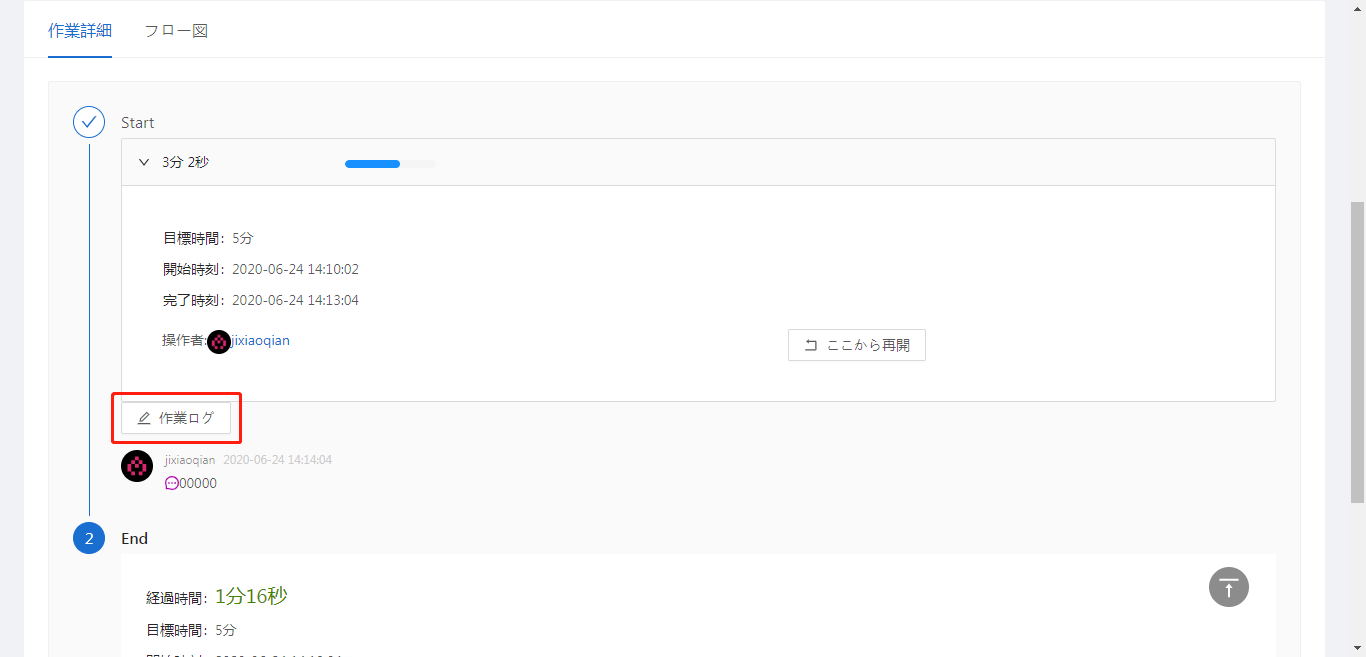 作業詳細 フロー図
Start
3分 2秒
目標時間: 5分
開始時刻: 2020-06-24 14:10:02
完了時刻: 2020-06-24 14:13:04
操作者: jixiaoqian
ここから再開
作業ログ
jixiaoqian 2020-06-24 14:14:04
00000
2 End
経過時間: 1分16秒
目標時間: 5分